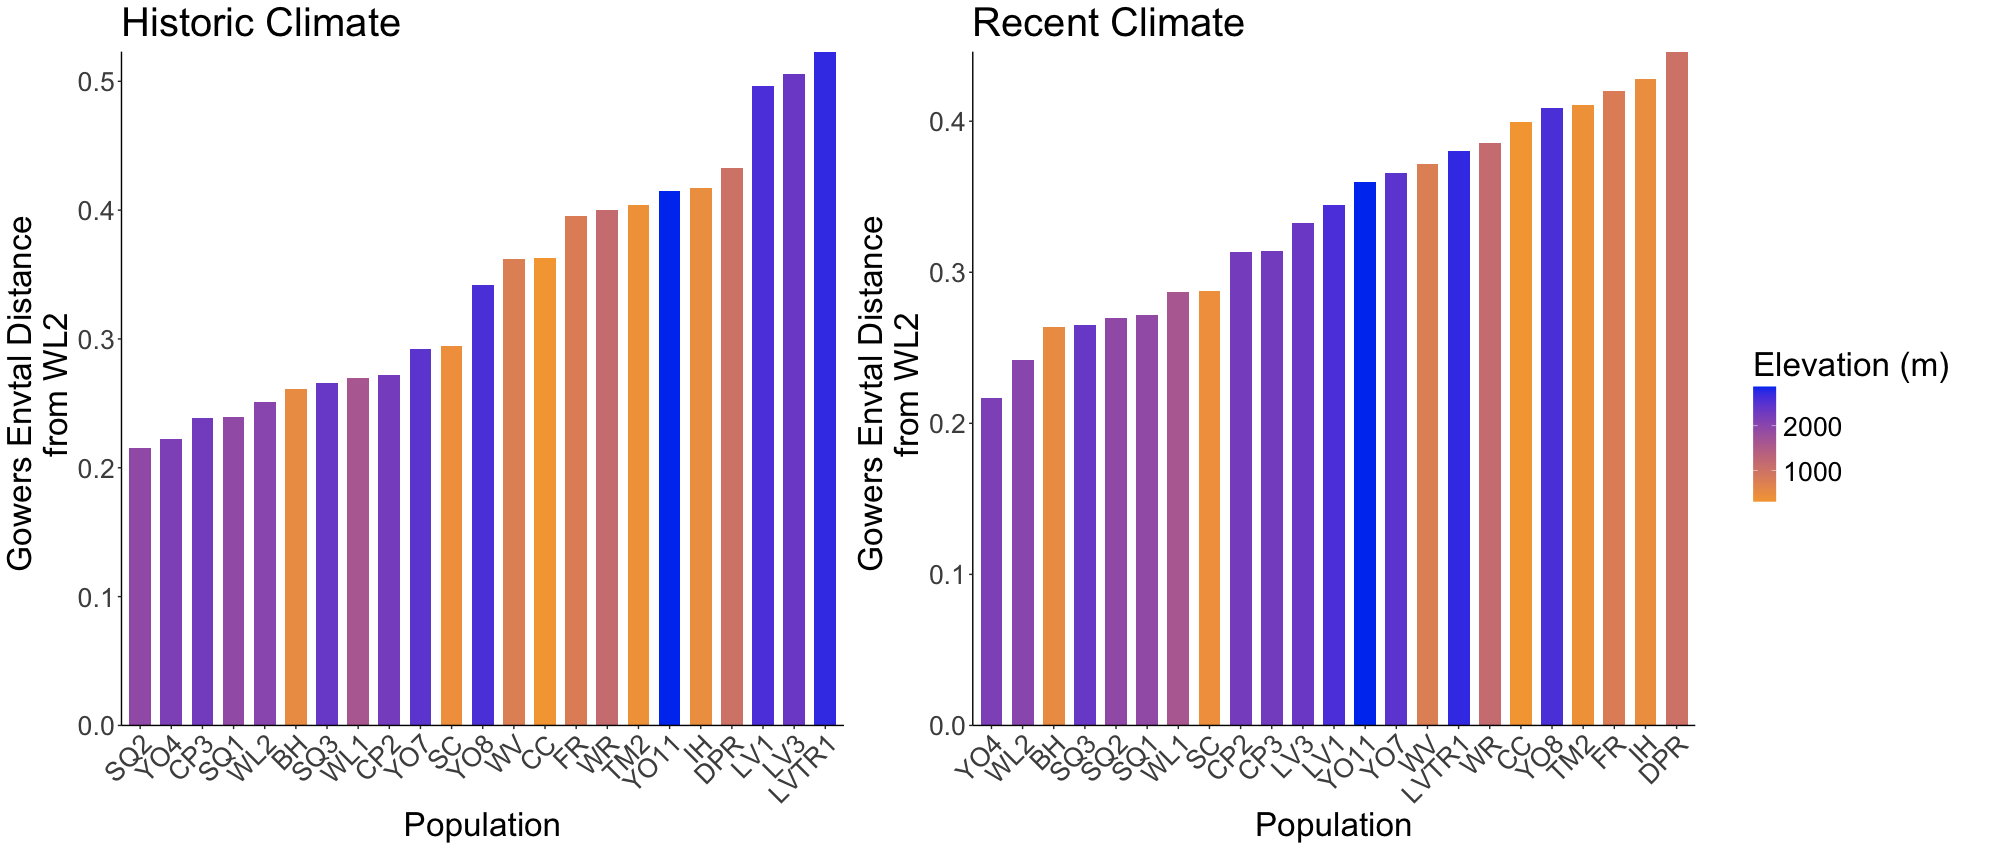 Historic Climate
Gowers Envtal Distance
from WL2
0.5
0.4
0.3
0.2
0.1
0.0
SQ2
YO4
CP3
SQ1
WL2
BH
SQ3
WL1
CP2
YO7
SC
YO8
WV
CC
FR
WR
TM2
YO11
IH
DPR
LV1
LV3
LVTR1
Population
Recent Climate
Gowers Envtal Distance
from WL2
0.4
0.3
0.2
0.1
0.0
YO4
WL2
BH
SQ3
SQ2
SQ1
WL1
SC
CP2
CP3
LV3
LV1
YO11
YO7
WV
LVTR1
WR
CC
YO8
TM2
FR
IH
DPR
Population
Elevation (m)
2000
1000